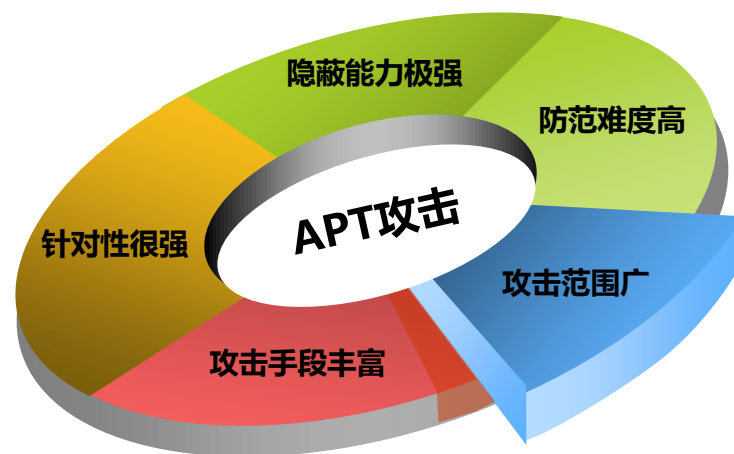 隐蔽能力极强
防范难度高
APT攻击
针对性很强
攻击范围广
攻击手段丰富